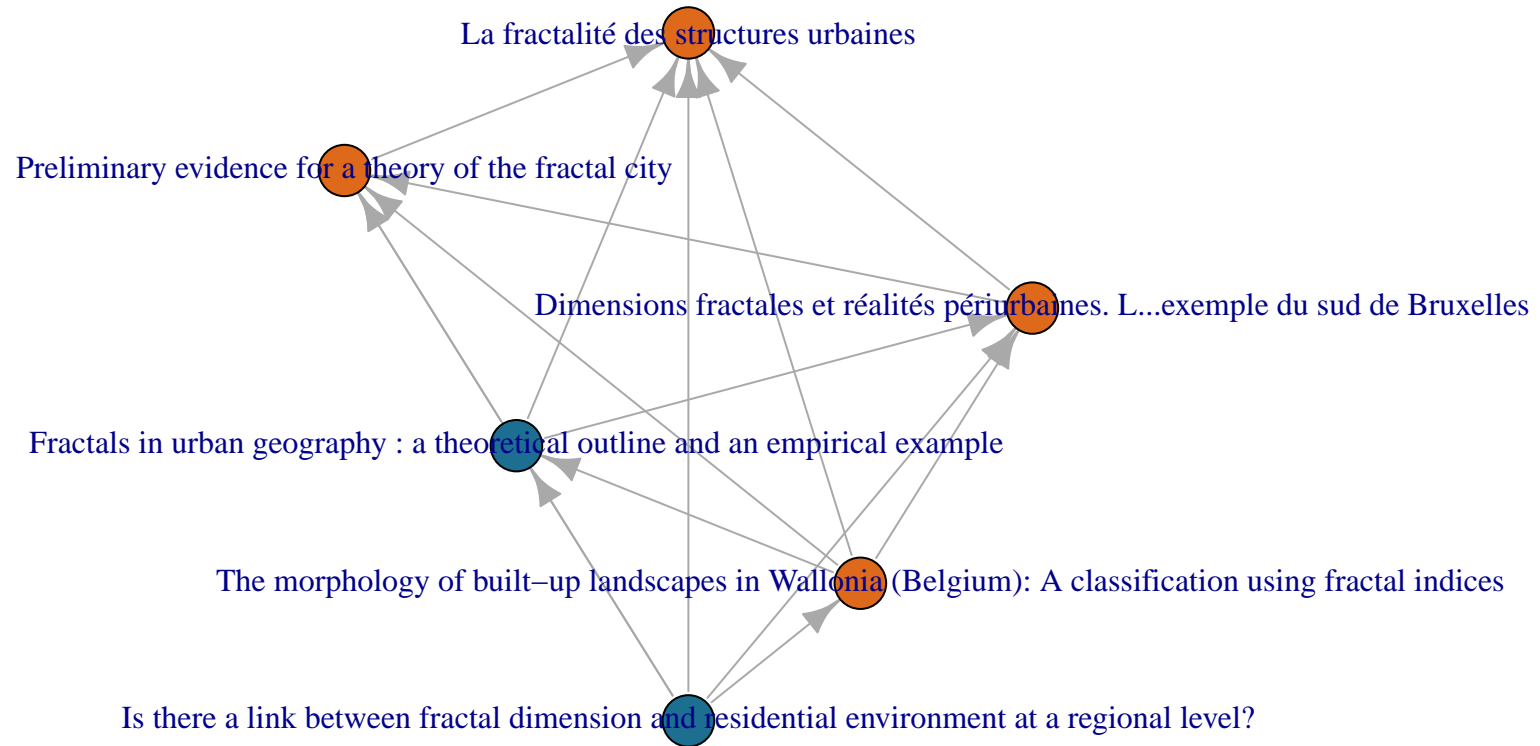 La fractalité des structures urbaines
Preliminary evidence for a theory of the fractal city
Dimensions fractales et réalités périurbaines. L...exemple du sud de Bruxelles
Fractals in urban geography : a theoretical outline and an empirical example
The morphology of built−up landscapes in Wallonia (Belgium): A classification using fractal indices
Is there a link between fractal dimension and residential environment at a regional level?